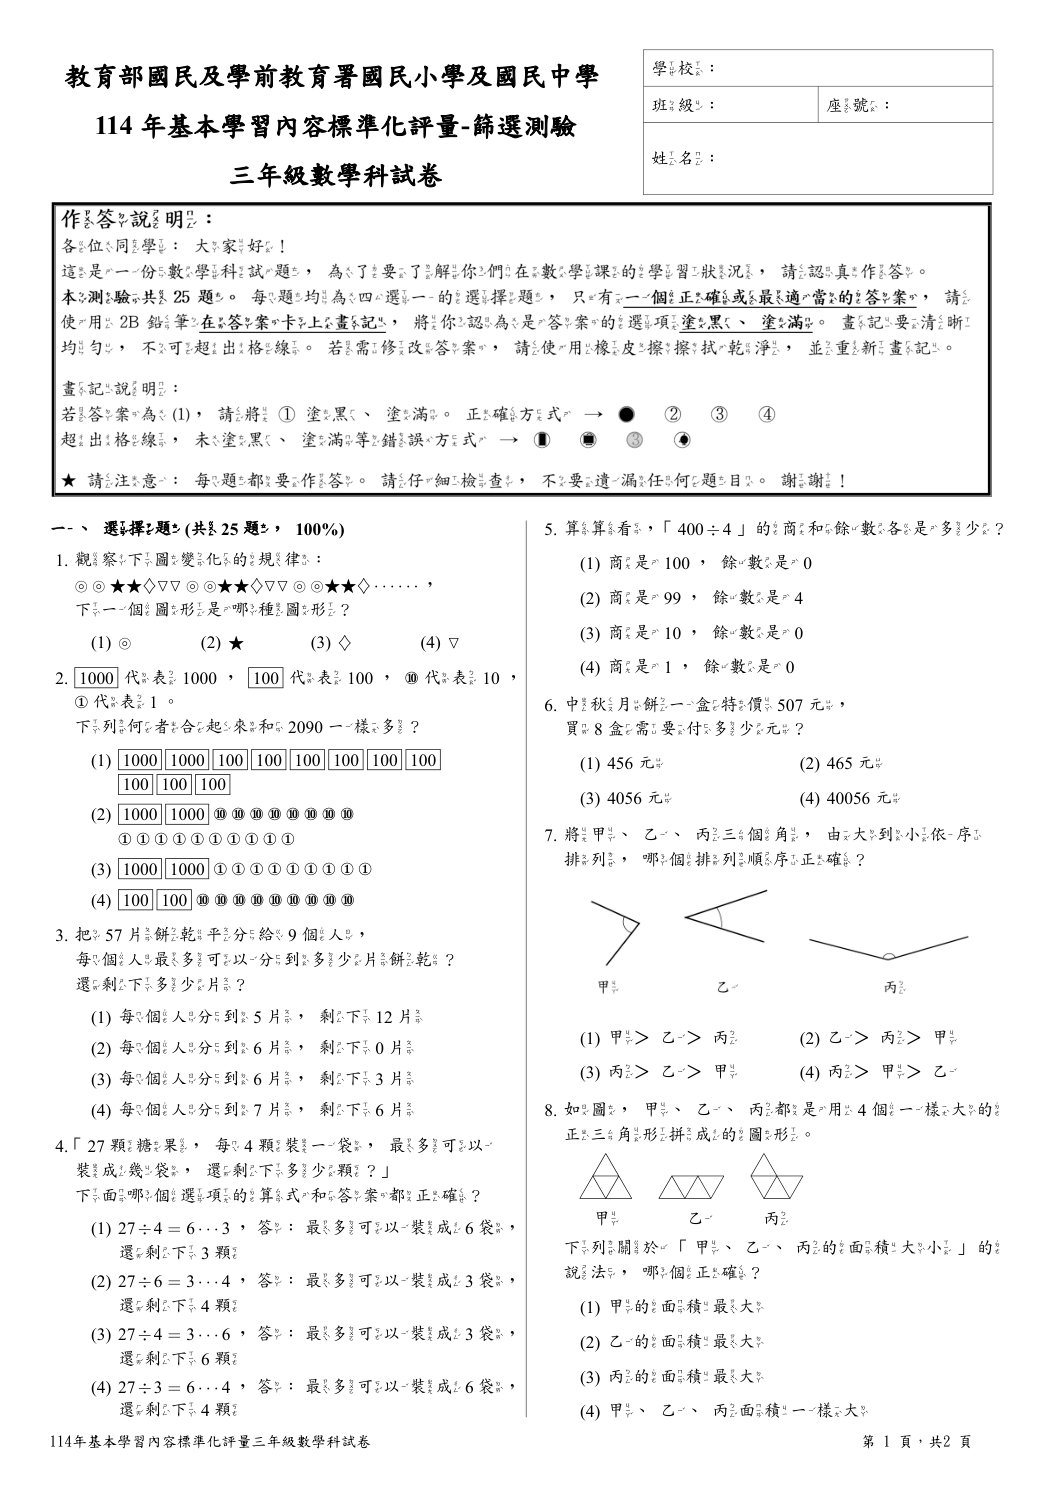 教育部國民及學前教育署國民小學及國民中學
114 年基本學習內容標準化評量-篩選測驗
三年級數學科試卷
學校：
班級：
座號：
姓名：
作答說明：
各位同學：大家好！
這是一份數學科試題，為了要了解你們在數學課的學習狀況，請認真作答。
本測驗共 25 題。每題均為四選一的選擇題，只有一個正確或最適當的答案，請
使用 2B 鉛筆在答案卡上畫記，將你認為是答案的選項塗黑、塗滿。畫記要清晰
均勻，不可超出格線。若需修改答案，請使用橡皮擦擦拭乾淨，並重新畫記。
畫記說明：
若答案為 (1)，請將 ① 塗黑、塗滿。正確方式 → ● ② ③ ④
超出格線，未塗黑、塗滿等錯誤方式 → ① ② ③ ④
★ 請注意：每題都要作答。請仔細檢查，不要遺漏任何題目。謝謝！
一、選擇題(共 25 題，100%)
1. 觀察下圖變化的規律：
◎◎★★◇▽▽◎◎★★◇▽▽◎◎★★◇……，
下一個圖形是哪種圖形？
(1) ◎ (2) ★ (3) ◇ (4) ▽
2. 1000 代表 1000，100 代表 100，⑩ 代表 10，
① 代表 1。
下列何者合起來和 2090 一樣多？
(1) 1000 1000 100 100 100 100 100 100
100 100 100
(2) 1000 1000 ⑩⑩⑩⑩⑩⑩⑩⑩
①①①①①①①①①①
(3) 1000 1000 ①①①①①①①①①
(4) 100 100 ⑩⑩⑩⑩⑩⑩⑩⑩⑩
3. 把 57 片餅乾平分給 9 個人，
每個人最多可以分到多少片餅乾？
還剩下多少片？
(1) 每個人分到 5 片，剩下 12 片
(2) 每個人分到 6 片，剩下 0 片
(3) 每個人分到 6 片，剩下 3 片
(4) 每個人分到 7 片，剩下 6 片
4.「27 顆糖果，每 4 顆裝一袋，最多可以
裝成幾袋，還剩下多少顆？」
下面哪個選項的算式和答案都正確？
(1) 27÷4＝6⋯3，答：最多可以裝成 6 袋，
還剩下 3 顆
(2) 27÷6＝3⋯4，答：最多可以裝成 3 袋，
還剩下 4 顆
(3) 27÷4＝3⋯6，答：最多可以裝成 3 袋，
還剩下 6 顆
(4) 27÷3＝6⋯4，答：最多可以裝成 6 袋，
還剩下 4 顆
5. 算算看，「400÷4」的商和餘數各是多少？
(1) 商是 100，餘數是 0
(2) 商是 99，餘數是 4
(3) 商是 10，餘數是 0
(4) 商是 1，餘數是 0
6. 中秋月餅一盒特價 507 元，
買 8 盒需要付多少元？
(1) 456 元 (2) 465 元
(3) 4056 元 (4) 40056 元
7. 將甲、乙、丙三個角，由大到小依序
排列，哪個排列順序正確？
甲 乙 丙
(1) 甲＞乙＞丙 (2) 乙＞丙＞甲
(3) 丙＞乙＞甲 (4) 丙＞甲＞乙
8. 如圖，甲、乙、丙都是用 4 個一樣大的
正三角形拼成的圖形。
甲 乙 丙
下列關於「甲、乙、丙的面積大小」的
說法，哪個正確？
(1) 甲的面積最大
(2) 乙的面積最大
(3) 丙的面積最大
(4) 甲、乙、丙面積一樣大
114年基本學習內容標準化評量三年級數學科試卷
第 1 頁，共2 頁